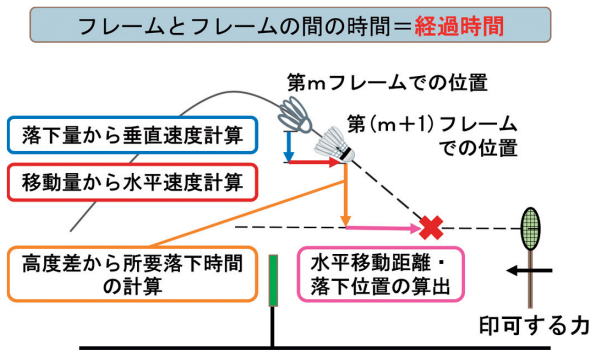 フレームとフレームの間の時間＝経過時間
第mフレームでの位置
第(m＋1)フレーム
での位置
落下量から垂直速度計算
移動量から水平速度計算
高度差から所要落下時間
の計算
水平移動距離・
落下位置の算出
印可する力